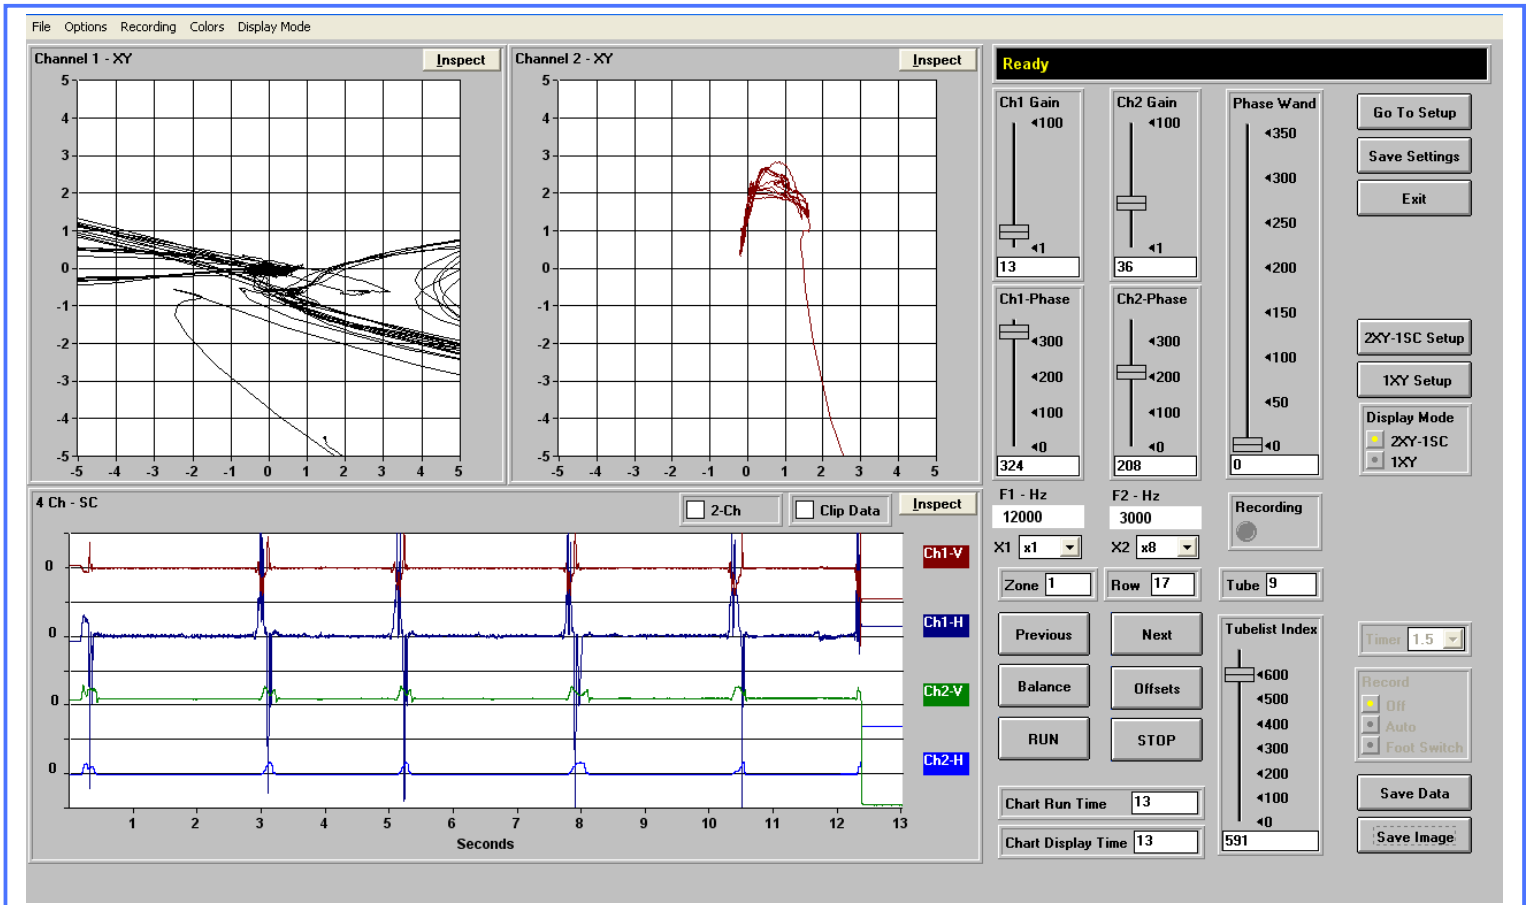 File Options Recording Colors Display Mode
Channel 1 - XY
Inspect
5
4
3
2
1
0
-1
-2
-3
-4
-5
-5 -4 -3 -2 -1 0 1 2 3 4 5
Channel 2 - XY
Inspect
5
4
3
2
1
0
-1
-2
-3
-4
-5
-5 -4 -3 -2 -1 0 1 2 3 4 5
4 Ch - SC
2-Ch
Clip Data
Inspect
0
0
0
0
Ch1-V
Ch1-H
Ch2-V
Ch2-H
1 2 3 4 5 6 7 8 9 10 11 12 13
Seconds
Ready
Ch1 Gain
100
1
13
Ch2 Gain
100
1
36
Phase Wand
350
300
250
200
150
100
50
0
0
Ch1-Phase
300
200
100
0
324
Ch2-Phase
300
200
100
0
208
Go To Setup
Save Settings
Exit
2XY-1SC Setup
1XY Setup
Display Mode
2XY-1SC
1XY
F1 - Hz
12000
F2 - Hz
3000
Recording
X1 x1
X2 x8
Zone 1
Row 17
Tube 9
Previous
Next
Balance
Offsets
RUN
STOP
Tubelist Index
600
500
400
300
200
100
0
591
Timer 1.5
Record
Off
Auto
Foot Switch
Chart Run Time 13
Chart Display Time 13
Save Data
Save Image